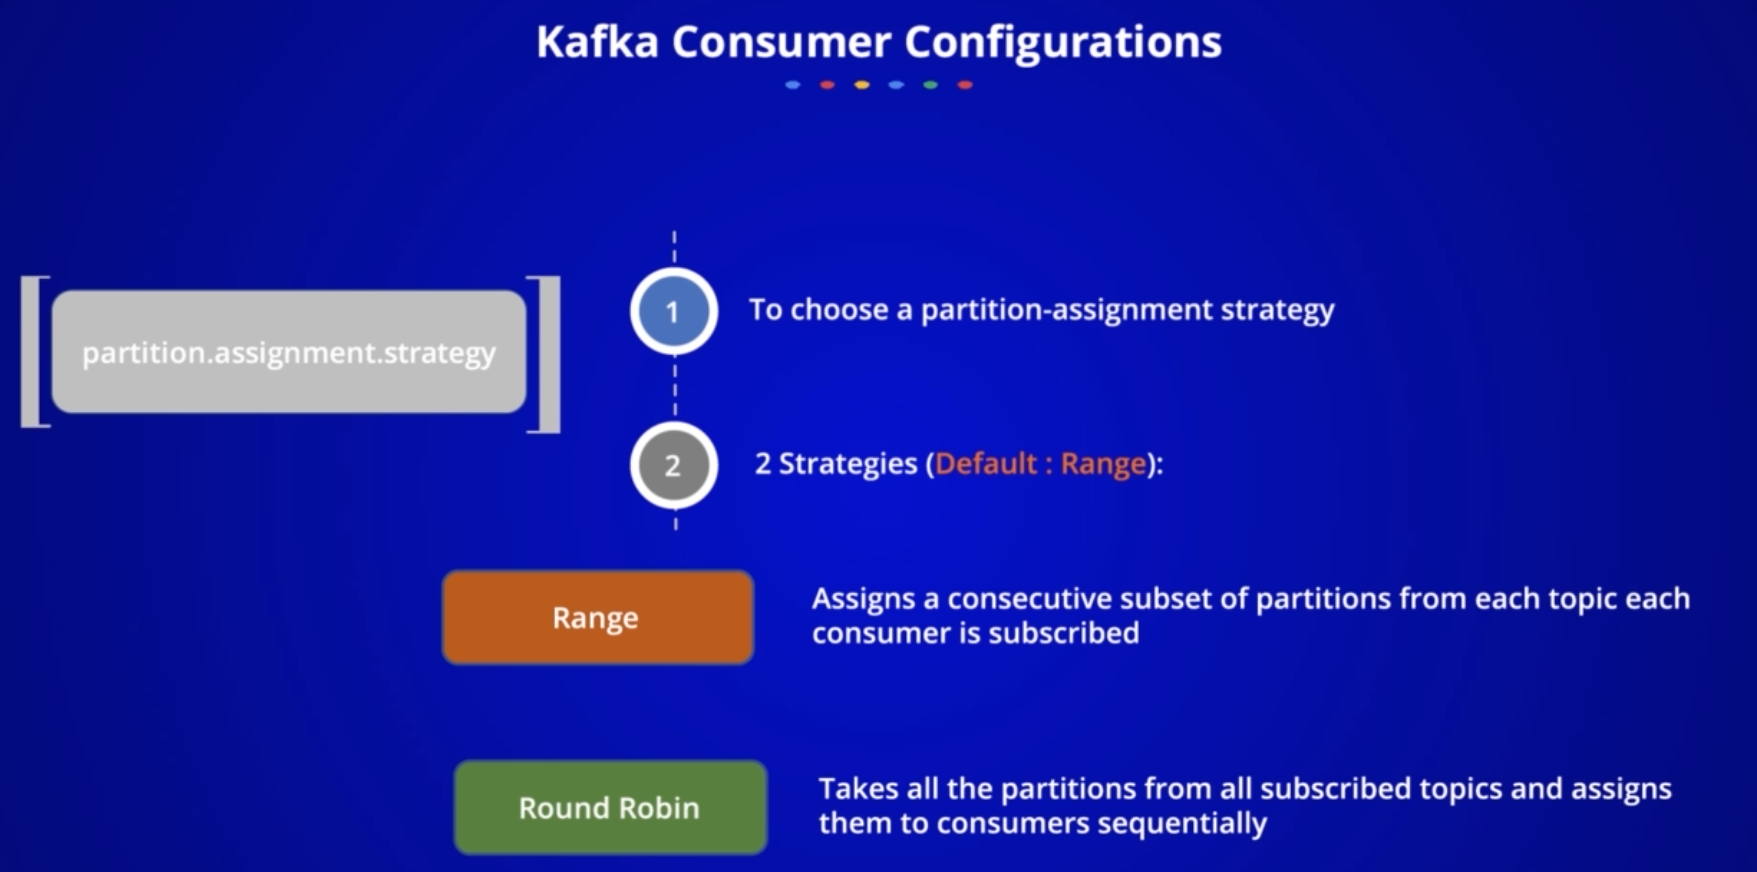 Kafka Consumer Configurations
partition.assignment.strategy
1
To choose a partition-assignment strategy
2
2 Strategies (Default : Range):
Range
Assigns a consecutive subset of partitions from each topic each
consumer is subscribed
Round Robin
Takes all the partitions from all subscribed topics and assigns
them to consumers sequentially